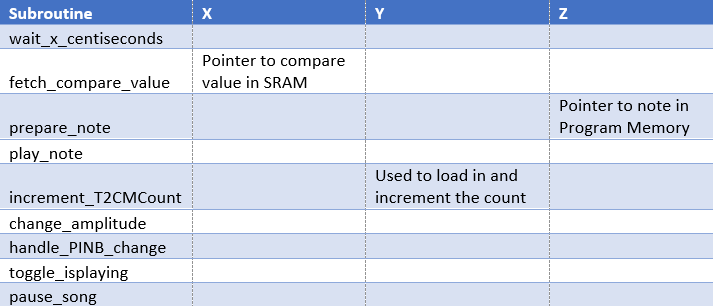 Subroutine X Y Z
wait_x_centiseconds
Pointer to compare
fetch_compare_value value in SRAM
Pointer to note in
prepare_note Program Memory
play_note
Used to load in and
increment_T2CMCount increment the count
change_amplitude
handle_PINB_change
toggle_isplaying
pause_song